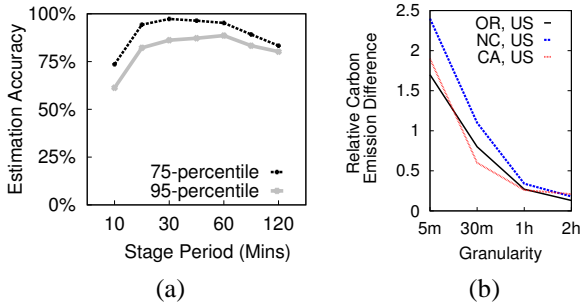 100%
75%
50%
25%
0%
Estimation Accuracy
75-percentile
95-percentile
10 30 60 120
Stage Period (Mins)
(a)
2.5
2
1.5
1
0.5
0
Relative Carbon
Emission Difference
OR, US
NC, US
CA, US
5m 30m 1h 2h
Granularity
(b)